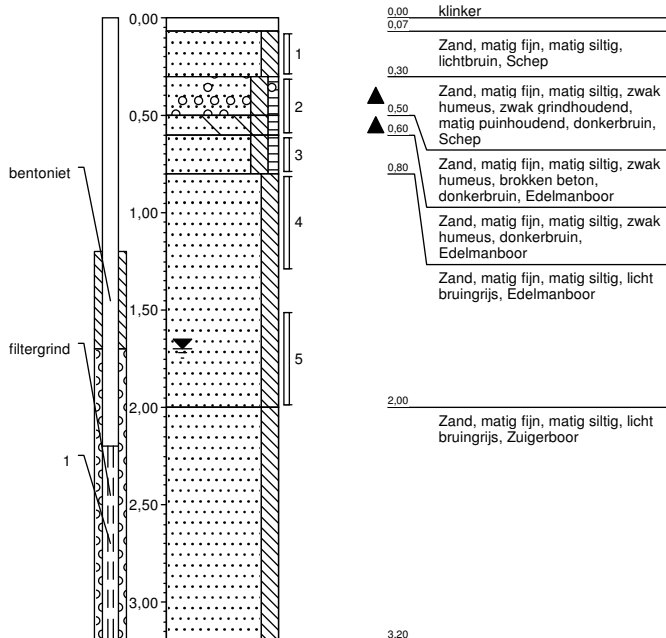 0,00
0,50
1,00
1,50
2,00
2,50
3,00
bentoniet
filtergrind
1
1
2
3
4
5
0,00 klinker
0,07
Zand, matig fijn, matig siltig,
lichtbruin, Schep
0,30
Zand, matig fijn, matig siltig, zwak
humeus, zwak grindhoudend,
matig puinhoudend, donkerbruin,
Schep
0,50
Zand, matig fijn, matig siltig, zwak
humeus, brokken beton,
donkerbruin, Edelmanboor
0,60
Zand, matig fijn, matig siltig, zwak
humeus, donkerbruin,
Edelmanboor
0,80
Zand, matig fijn, matig siltig, licht
bruingrijs, Edelmanboor
2,00
Zand, matig fijn, matig siltig, licht
bruingrijs, Zuigerboor
3,20